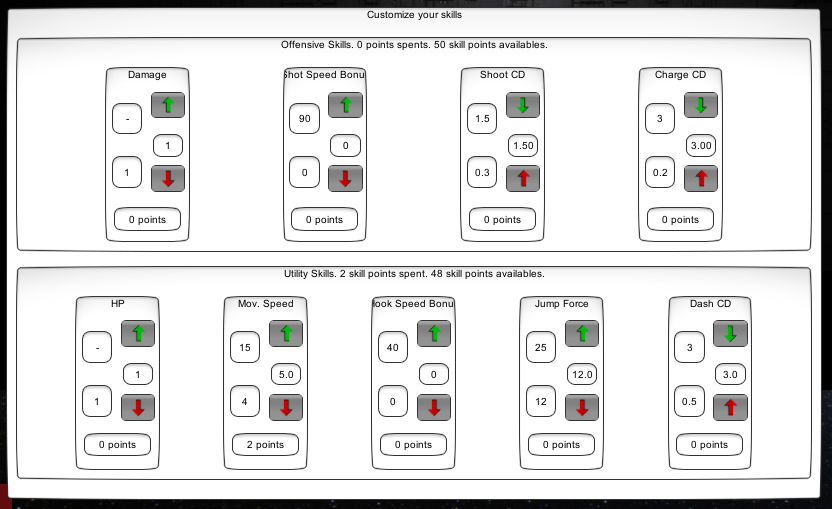 Customize your skills
Offensive Skills. 0 points spents. 50 skill points availables.
Damage
-
1
1
0 points
Shot Speed Bonu
90
0
0
0 points
Shoot CD
1.5
1.50
0.3
0 points
Charge CD
3
3.00
0.2
0 points
Utility Skills. 2 skill points spent. 48 skill points availables.
HP
-
1
1
0 points
Mov. Speed
15
5.0
4
2 points
Hook Speed Bonu
40
0
0
0 points
Jump Force
25
12.0
12
0 points
Dash CD
3
3.0
0.5
0 points